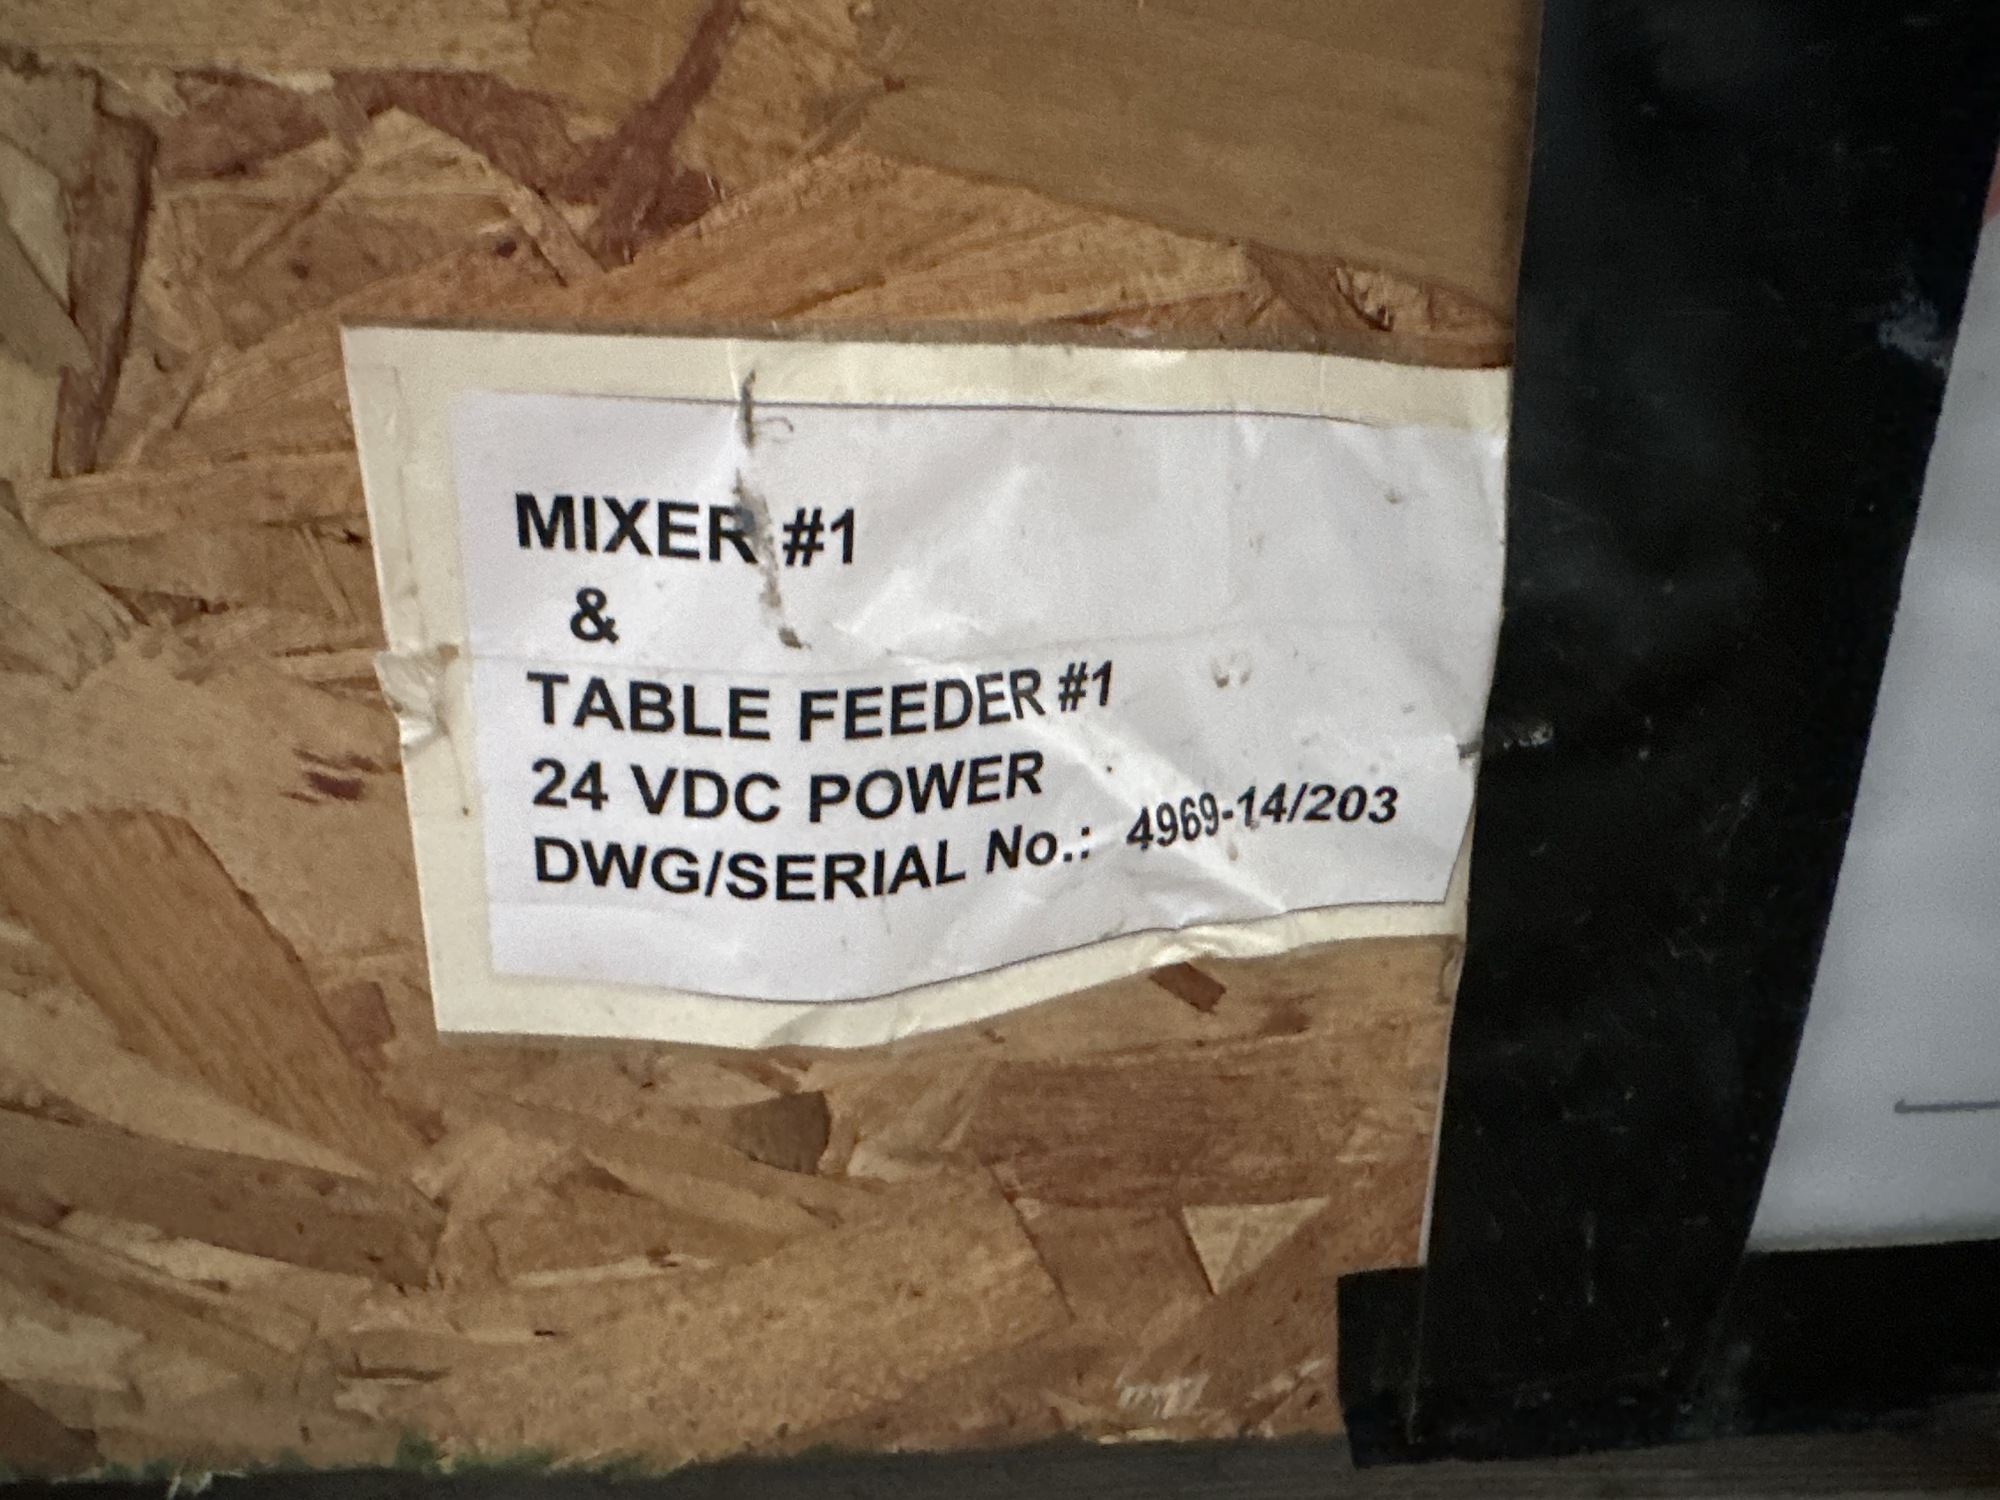 MIXER #1
&
TABLE FEEDER #1
24 VDC POWER
DWG/SERIAL No.: 4969-14/203